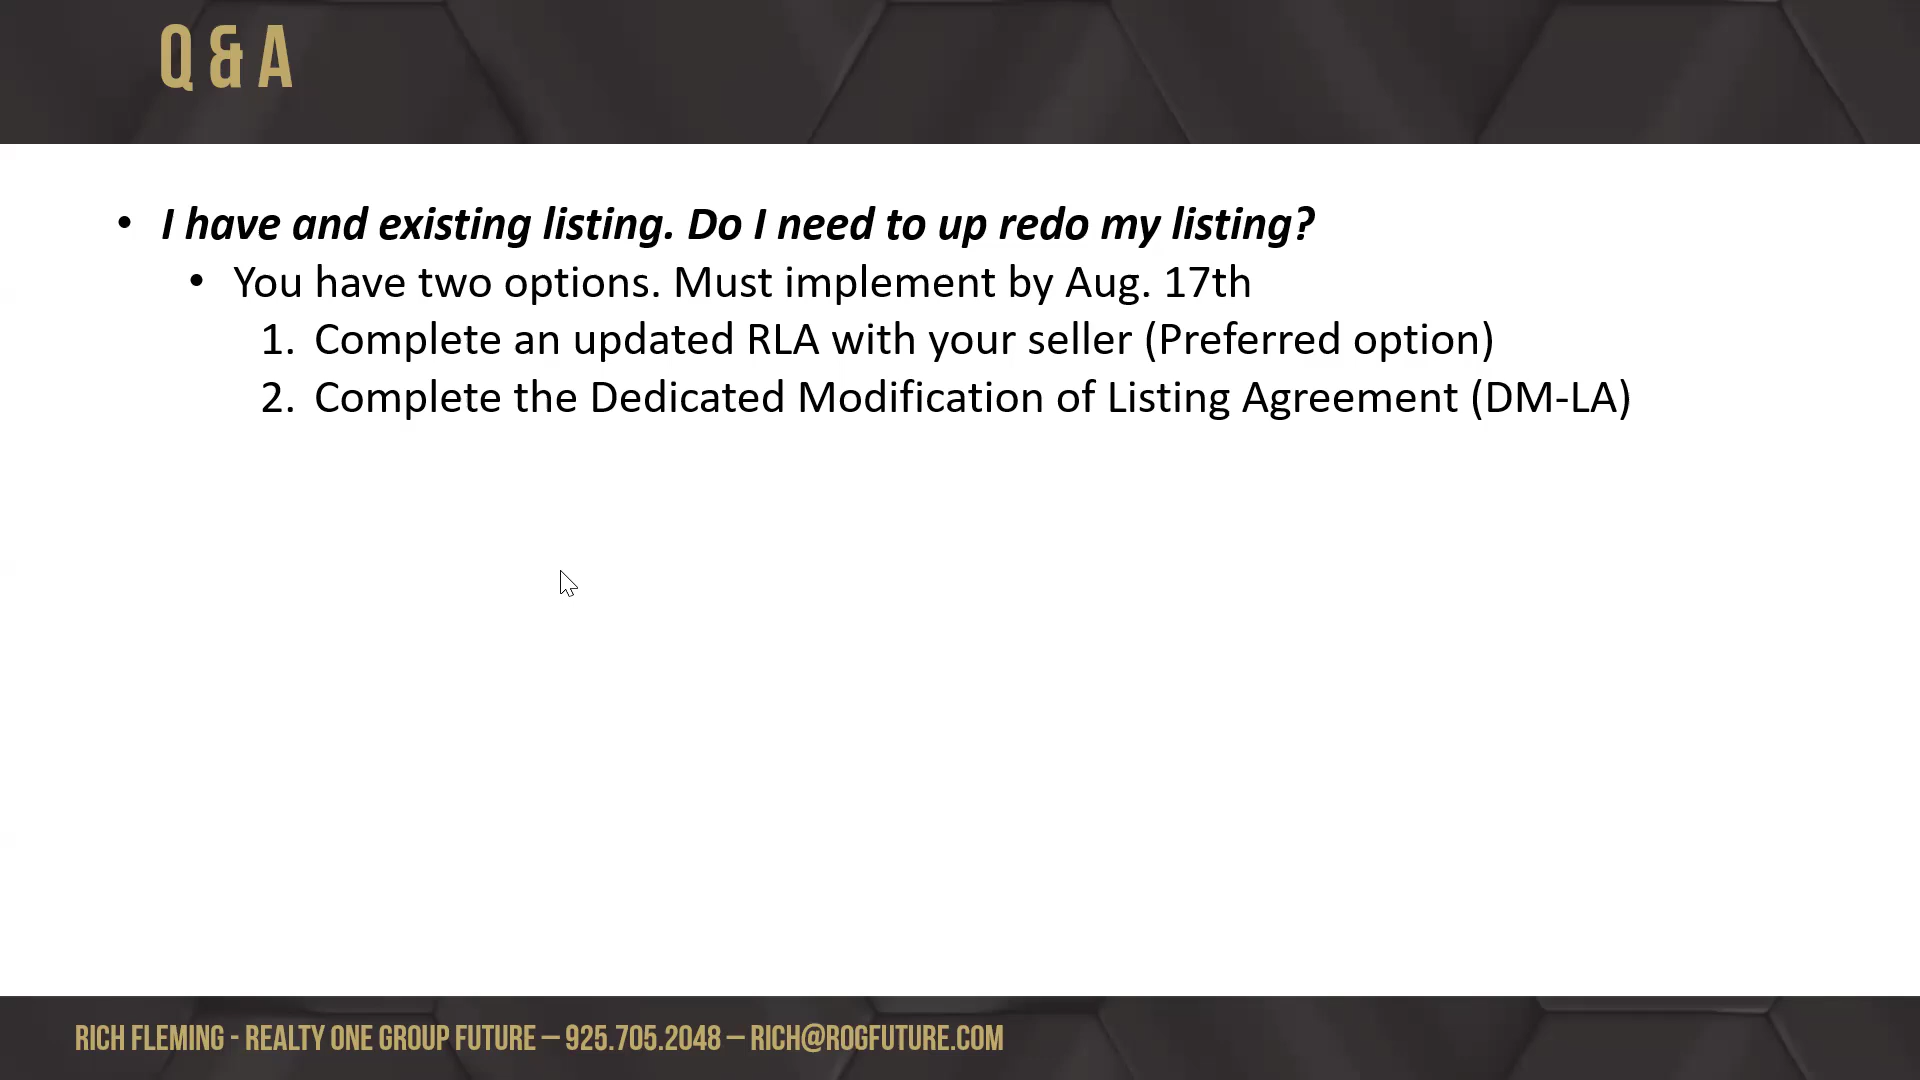 Q & A
• I have and existing listing. Do I need to up redo my listing?
• You have two options. Must implement by Aug. 17th
1. Complete an updated RLA with your seller (Preferred option)
2. Complete the Dedicated Modification of Listing Agreement (DM-LA)
RICH FLEMING - REALTY ONE GROUP FUTURE – 925.705.2048 – RICH@ROGFUTURE.COM